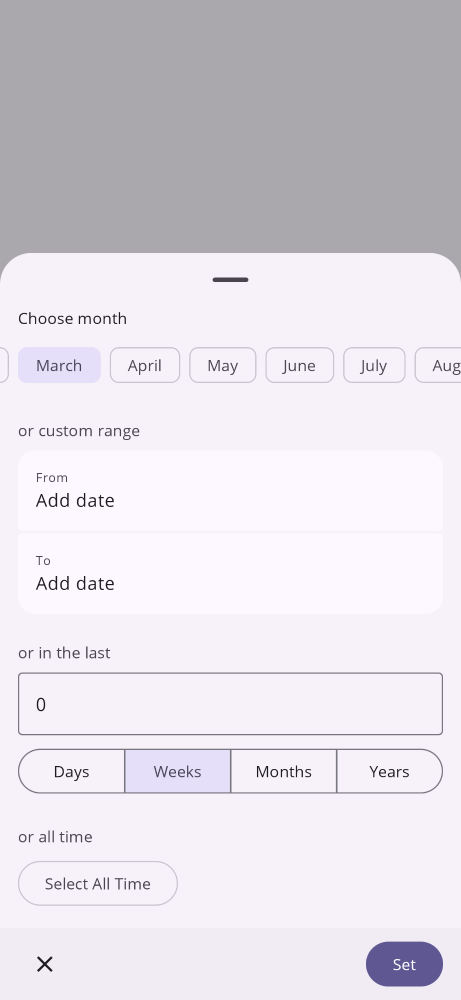 Choose month
March April May June July Aug
or custom range
From
Add date
To
Add date
or in the last
0
Days Weeks Months Years
or all time
Select All Time
Set